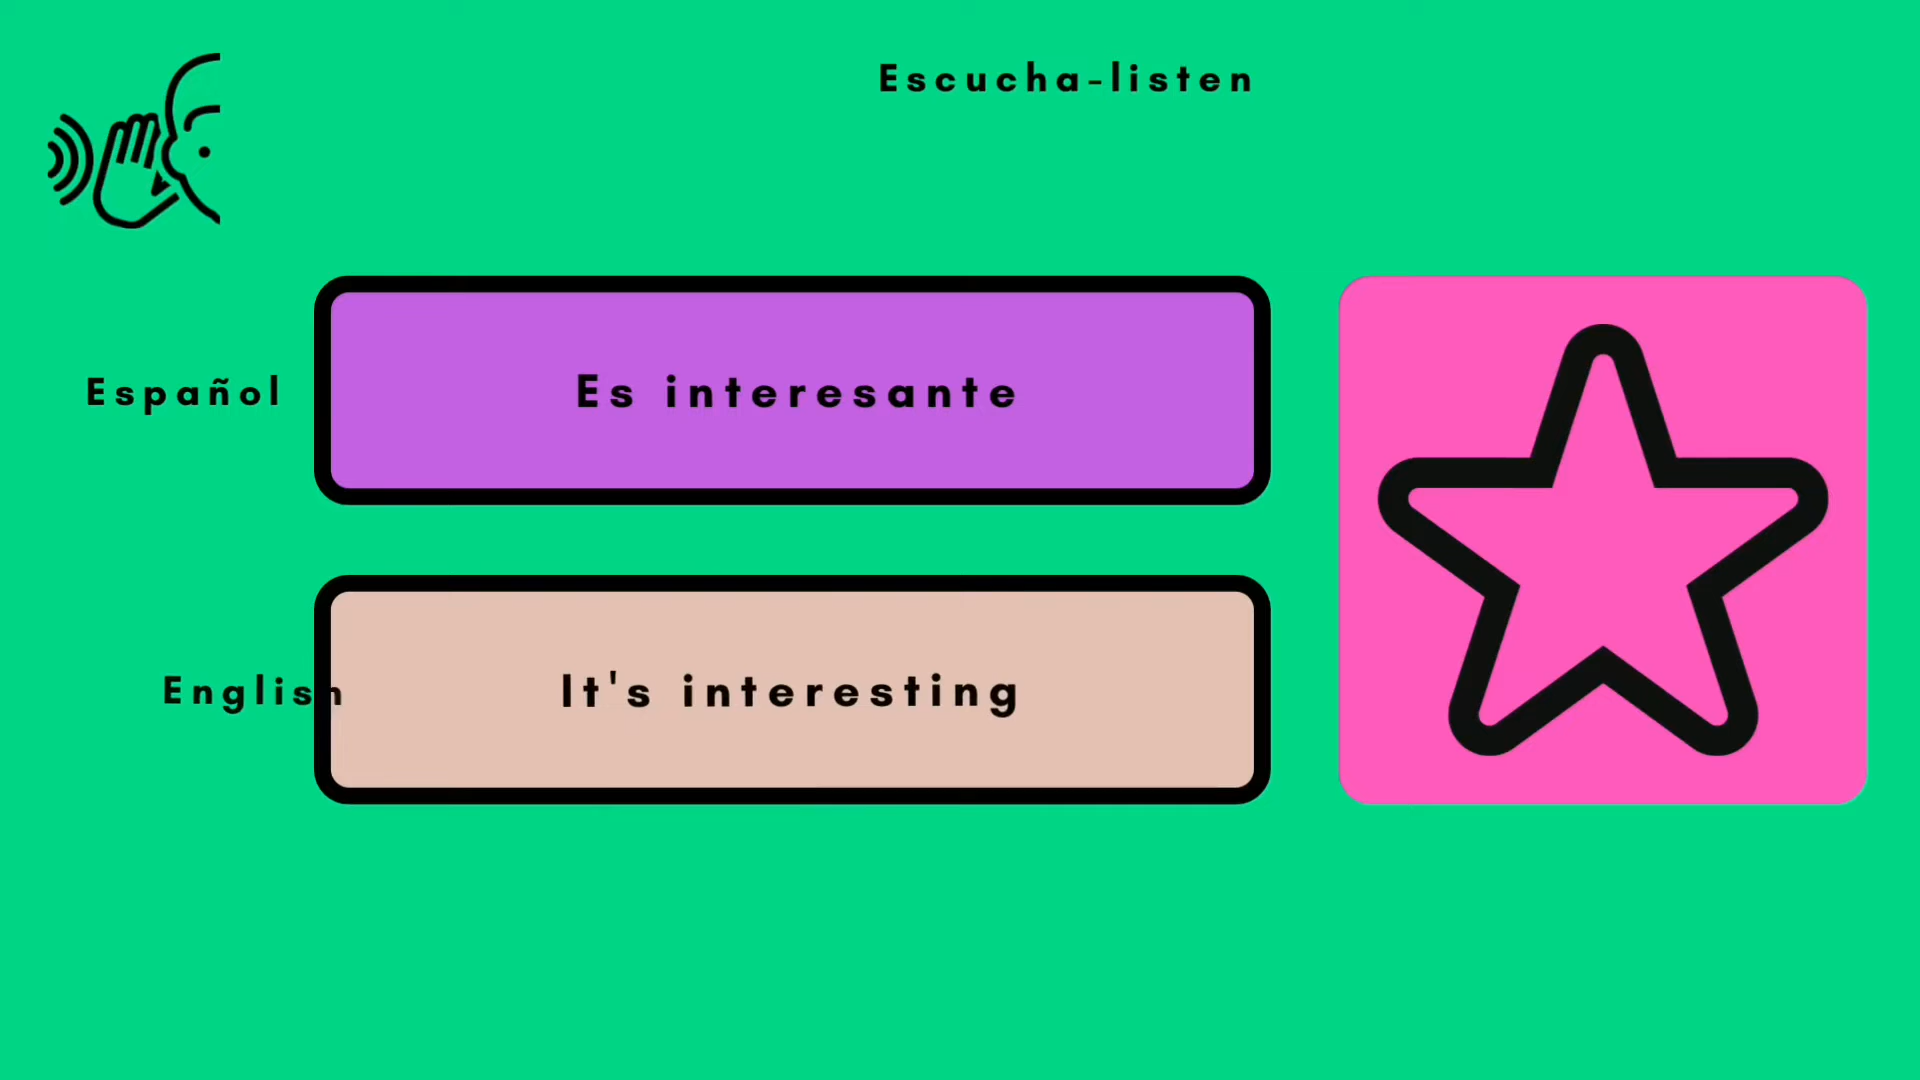 Escucha-listen
Español
Es interesante
English
It's interesting